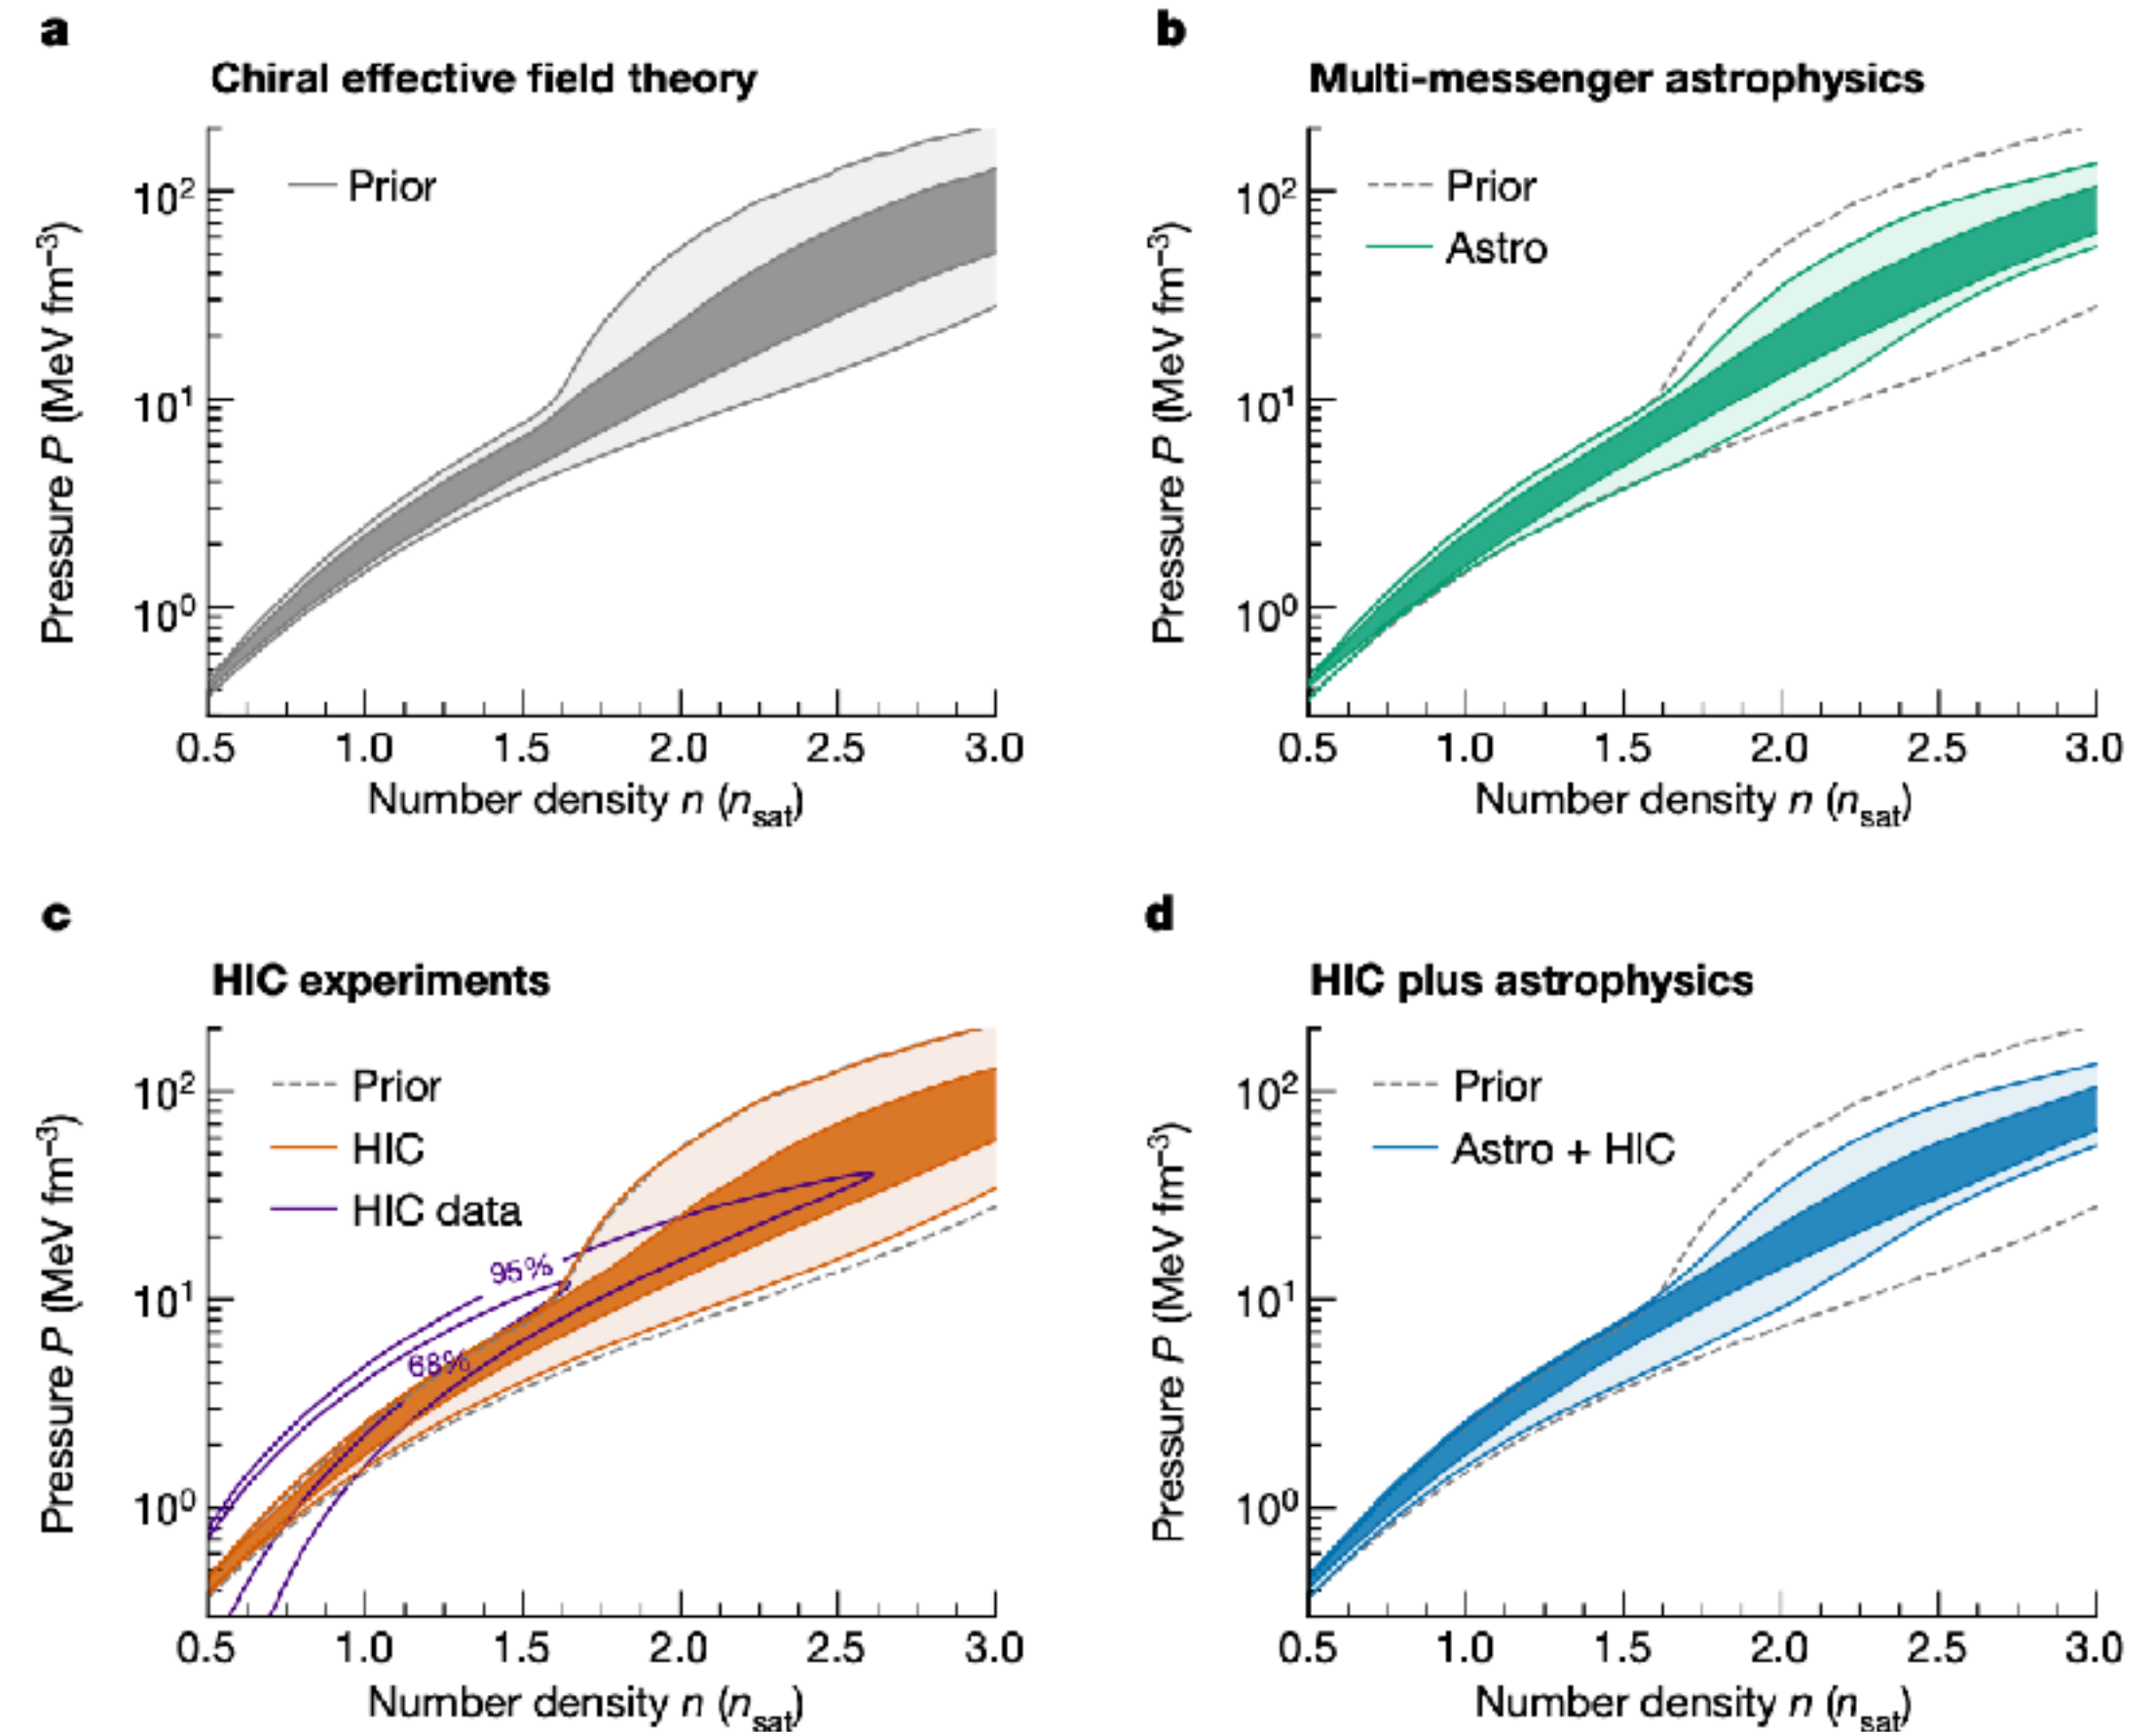 a
Chiral effective field theory
Prior
10²
10¹
10⁰
Pressure P (MeV fm⁻³)
0.5 1.0 1.5 2.0 2.5 3.0
Number density n (nsat)
b
Multi-messenger astrophysics
Prior
Astro
10²
10¹
10⁰
Pressure P (MeV fm⁻³)
0.5 1.0 1.5 2.0 2.5 3.0
Number density n (nsat)
c
HIC experiments
Prior
HIC
HIC data
95%
68%
10²
10¹
10⁰
Pressure P (MeV fm⁻³)
0.5 1.0 1.5 2.0 2.5 3.0
Number density n (nsat)
d
HIC plus astrophysics
Prior
Astro + HIC
10²
10¹
10⁰
Pressure P (MeV fm⁻³)
0.5 1.0 1.5 2.0 2.5 3.0
Number density n (nsat)